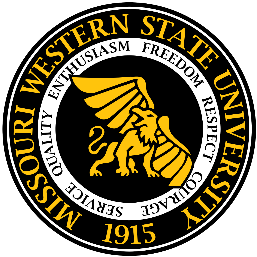 MISSOURI WESTERN STATE UNIVERSITY
SERVICE QUALITY ENTHUSIASM FREEDOM RESPECT COURAGE
1915